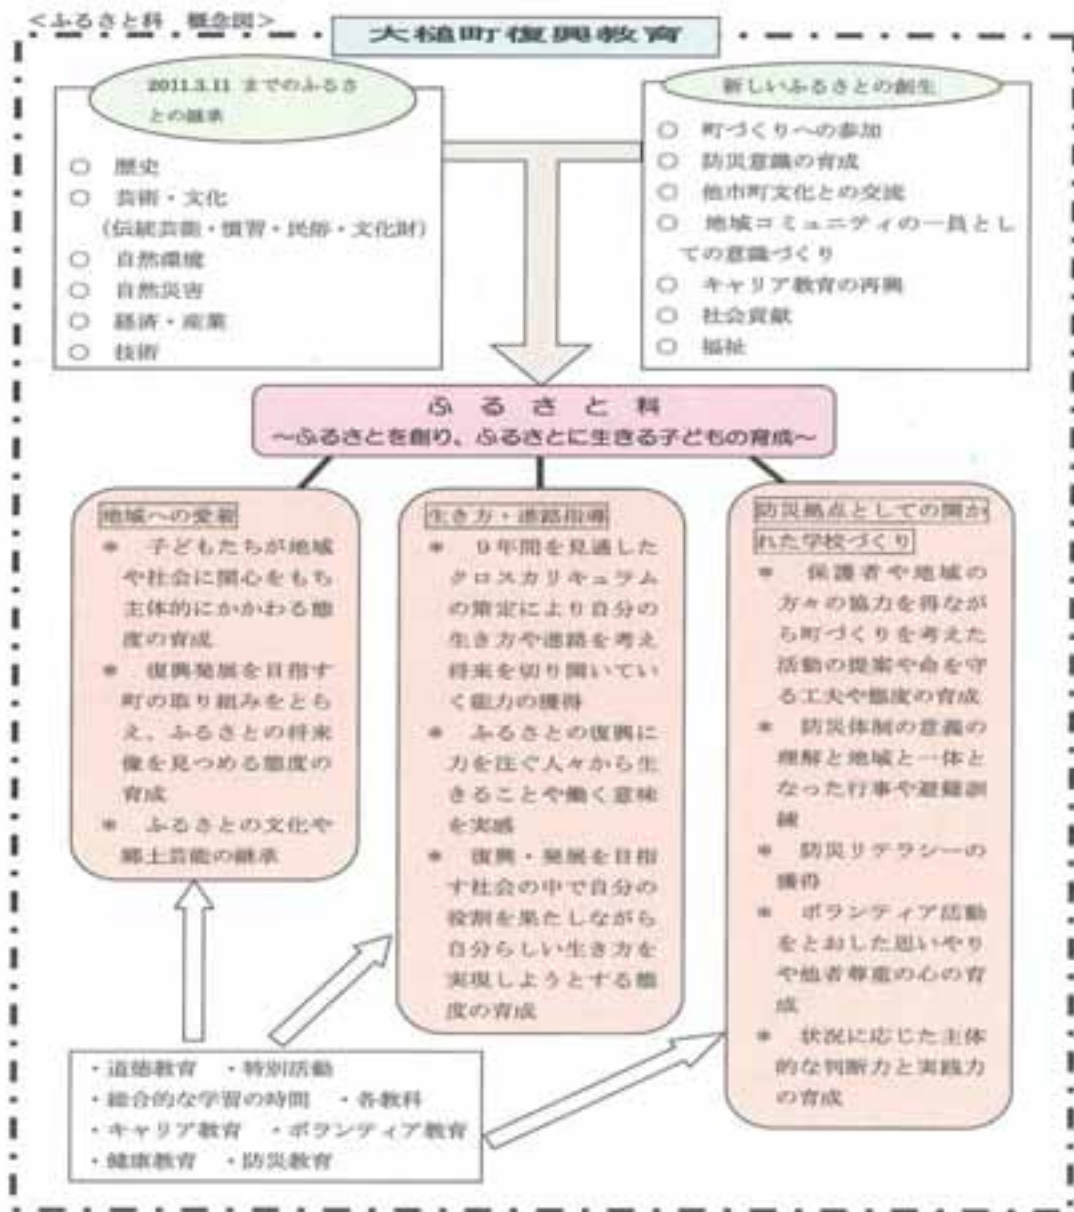 <ふるさと科　概念図>
大槌町復興教育
2011.3.11 までのふるさ
との継承
○　歴史
○　芸術・文化
（伝統芸能・慣習・民俗・文化財）
○　自然環境
○　自然災害
○　経済・産業
○　技術
新しいふるさとの創生
○　町づくりへの参加
○　防災意識の育成
○　他市町文化との交流
○　地域コミュニティの一員とし
ての意識づくり
○　キャリア教育の再興
○　社会貢献
○　福祉
ふるさと科
～ふるさとを創り、ふるさとに生きる子どもの育成～
地域への愛着
＊　子どもたちが地域
や社会に関心をもち
主体的にかかわる態
度の育成
＊　復興発展を目指す
町の取り組みをとら
え、ふるさとの将来
像を見つめる態度の
育成
＊　ふるさとの文化や
郷土芸能の継承
生き方・進路指導
＊　9年間を見通した
クロスカリキュラム
の策定により自分の
生き方や進路を考え
将来を切り開いてい
く能力の獲得
＊　ふるさとの復興に
力を注ぐ人々から生
きることや働く意味
を実感
＊　復興・発展を目指
す社会の中で自分の
役割を果たしながら
自分らしい生き方を
実現しようとする態
度の育成
防災拠点としての開か
れた学校づくり
＊　保護者や地域の
方々の協力を得なが
ら町づくりを考えた
活動の提案や命を守
る工夫や態度の育成
＊　防災体制の意義の
理解と地域と一体と
なった行事や避難訓
練
＊　防災リテラシーの
獲得
＊　ボランティア活動
をとおした思いやり
や他者尊重の心の育
成
＊　状況に応じた主体
的な判断力と実践力
の育成
・道徳教育　・特別活動
・総合的な学習の時間　・各教科
・キャリア教育　・ボランティア教育
・健康教育　・防災教育